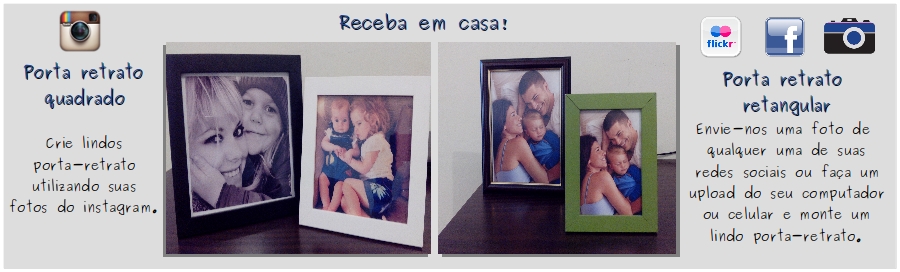 Receba em casa!
Porta retrato
quadrado
Crie lindos
porta-retrato
utilizando suas
fotos do instagram.
flickr
f
Porta retrato
retangular
Envie-nos uma foto de
qualquer uma de suas
redes sociais ou faça um
upload do seu computador
ou celular e monte um
lindo porta-retrato.